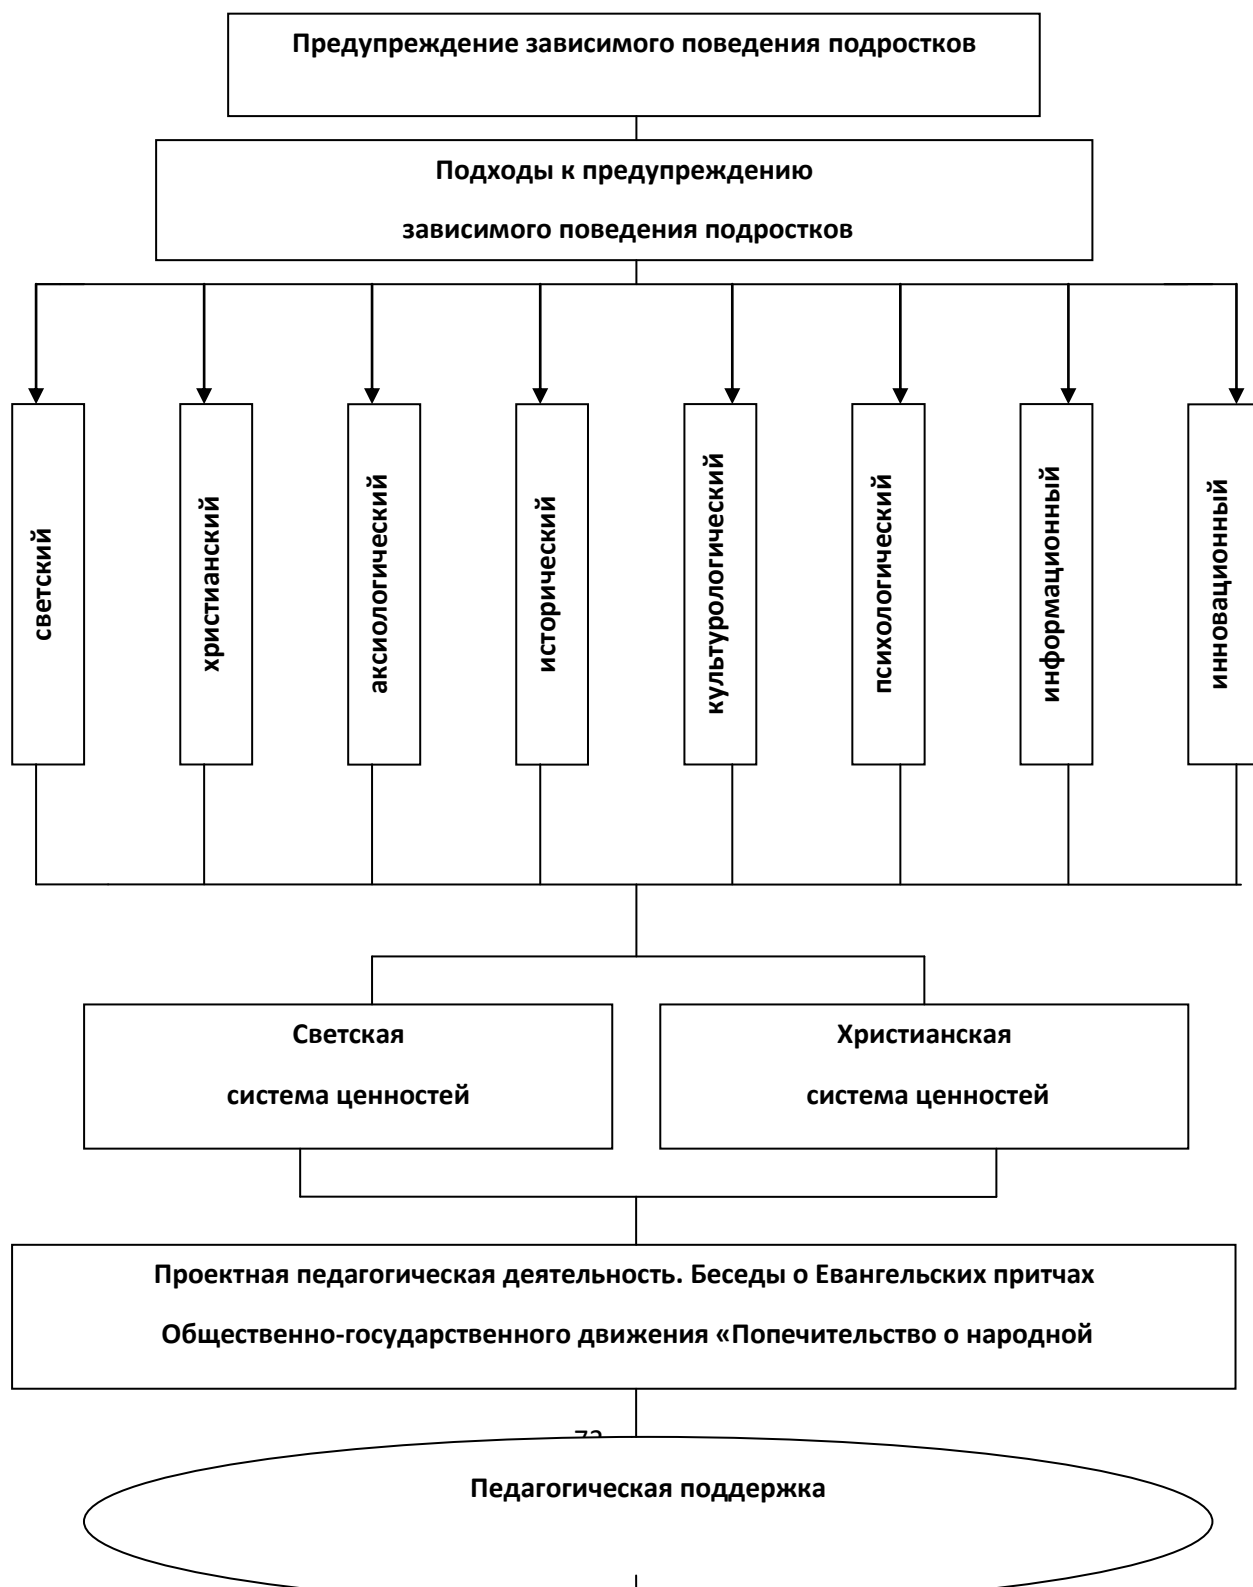 Предупреждение зависимого поведения подростков
Подходы к предупреждению
зависимого поведения подростков
светский
христианский
аксиологический
исторический
культурологический
психологический
информационный
инновационный
Светская
система ценностей
Христианская
система ценностей
Проектная педагогическая деятельность. Беседы о Евангельских притчах
Общественно-государственного движения «Попечительство о народной
Педагогическая поддержка